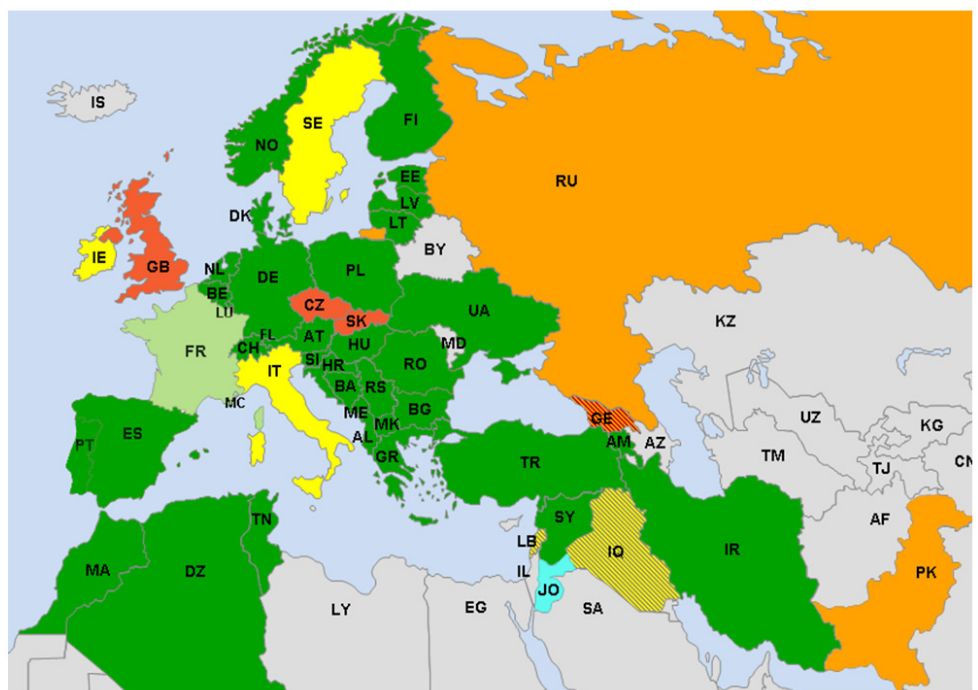 IS
SE
FI
NO
EE
RU
LV
DK
LT
BY
IE
GB
NL
DE
PL
BE
CZ
UA
LU
SK
KZ
FR
FL
AT
CH
HU
MD
SI
HR
RO
IT
BA
RS
MC
ME
BG
GE
UZ
KG
MK
PT
ES
AL
AM
AZ
GR
TR
TM
TJ
CN
TN
SY
AF
LB
IQ
IR
MA
DZ
IL
PK
JO
LY
EG
SA